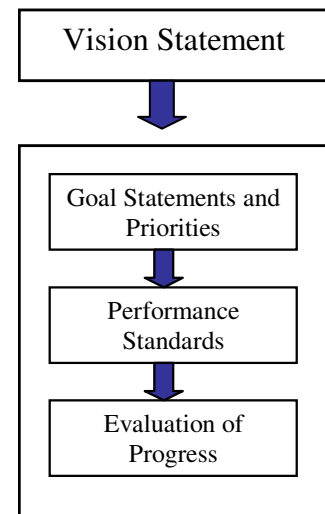 Vision Statement
Goal Statements and
Priorities
Performance
Standards
Evaluation of
Progress